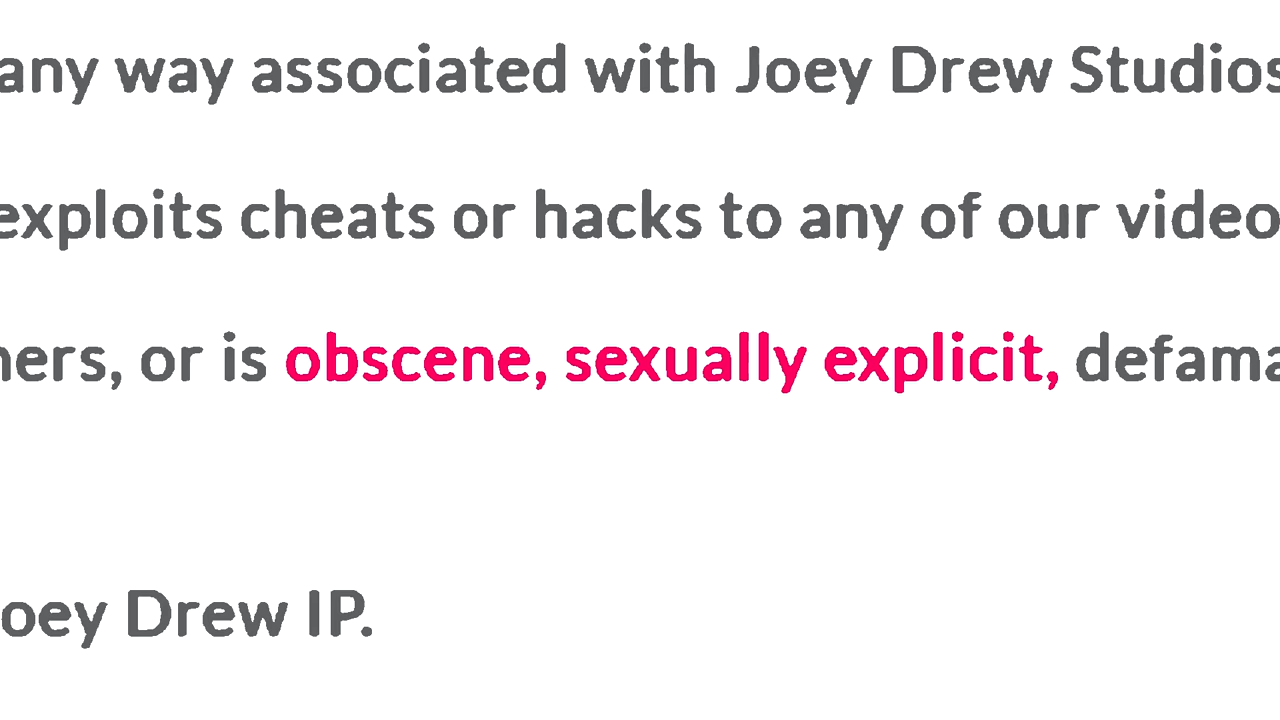 any way associated with Joey Drew Studios
exploits cheats or hacks to any of our video
hers, or is obscene, sexually explicit, defama
oey Drew IP.